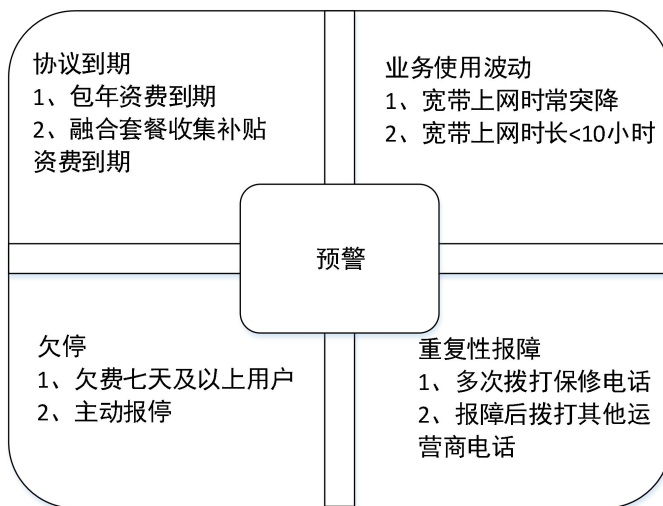 协议到期
1、包年资费到期
2、融合套餐收集补贴
资费到期
业务使用波动
1、宽带上网时常突降
2、宽带上网时长<10小时
预警
欠停
1、欠费七天及以上用户
2、主动报停
重复性报障
1、多次拨打保修电话
2、报障后拨打其他运
营商电话